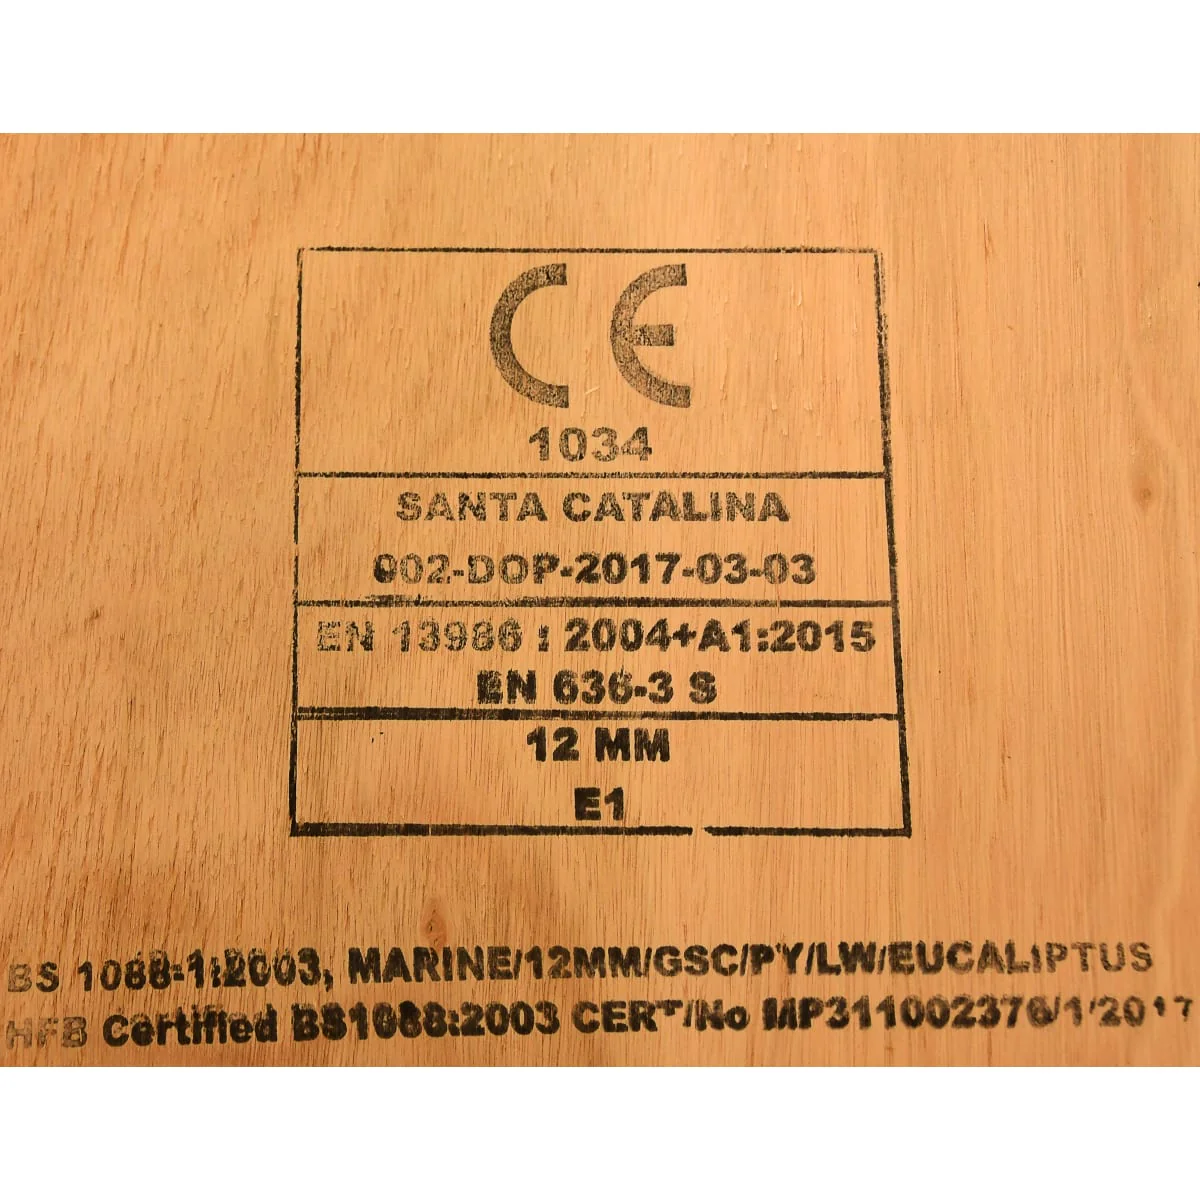 CE
1034
SANTA CATALINA
002-DOP-2017-03-03
EN 13986 : 2004+A1:2015
EN 636-3 S
12 MM
E1
BS 1088-1:2003, MARINE/12MM/GSC/PY/LW/EUCALIPTUS
HFB Certified BS1088:2003 CERT/No MP311002376/1/2017